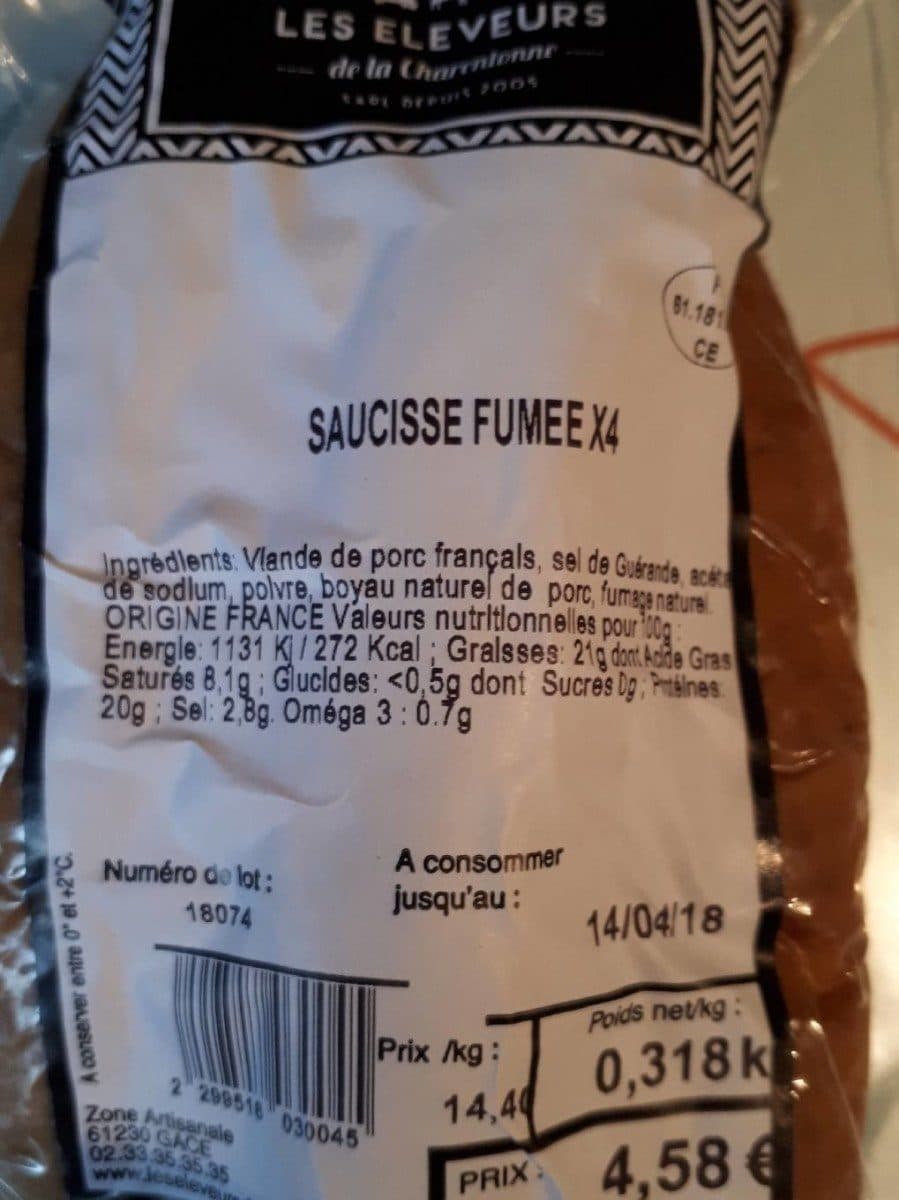 LES ELEVEURS
de la Charentonne
EARL DEPUIS 2005
F
61.181
CE
SAUCISSE FUMEE X4
Ingrédients: Viande de porc français, sel de Guérande, acéta
de sodium, poivre, boyau naturel de porc, fumage naturel.
ORIGINE FRANCE Valeurs nutritionnelles pour 100g :
Energie: 1131 Kj / 272 Kcal ; Graisses: 21g dont Acide Gras
Saturés 8,1g ; Glucides: <0,5g dont Sucres 0g ; Protéines:
20g ; Sel: 2,8g. Oméga 3 : 0.7g
A conserver entre 0° et +2°C.
Numéro de lot :
18074
A consommer
jusqu'au :
14/04/18
2 299518 030045
Prix /kg :
14,40
Poids net/kg :
0,318 k
PRIX :
4,58 €
Zone Artisanale
61230 GACE
02.33.35.35.35